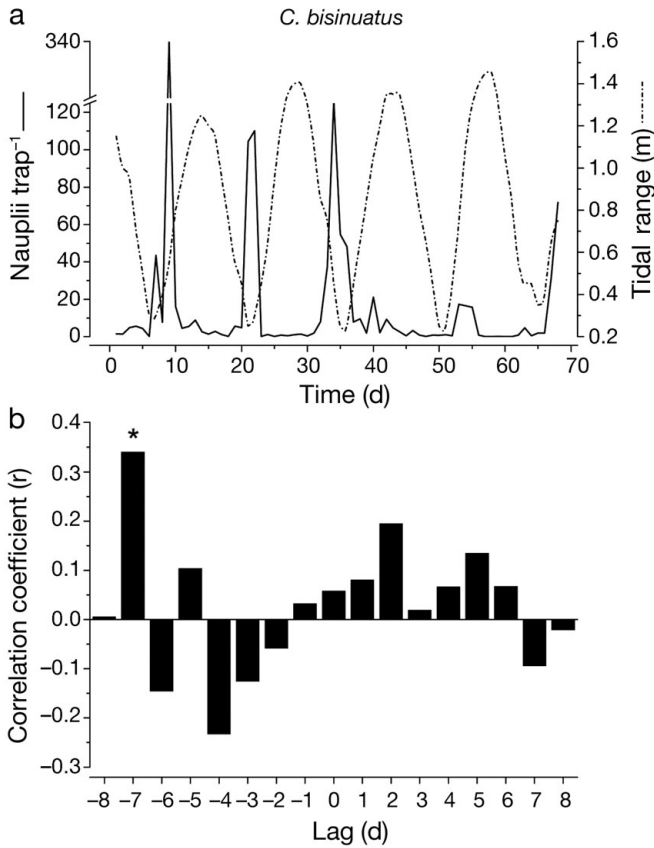 a
C. bisinuatus
Nauplii trap⁻¹
340
120
100
80
60
40
20
0
1.6
1.4
1.2
1.0
0.8
0.6
0.4
0.2
Tidal range (m)
0 10 20 30 40 50 60 70
Time (d)
b
Correlation coefficient (r)
0.4
0.3
0.2
0.1
0.0
–0.1
–0.2
–0.3
*
–8 –7 –6 –5 –4 –3 –2 –1 0 1 2 3 4 5 6 7 8
Lag (d)